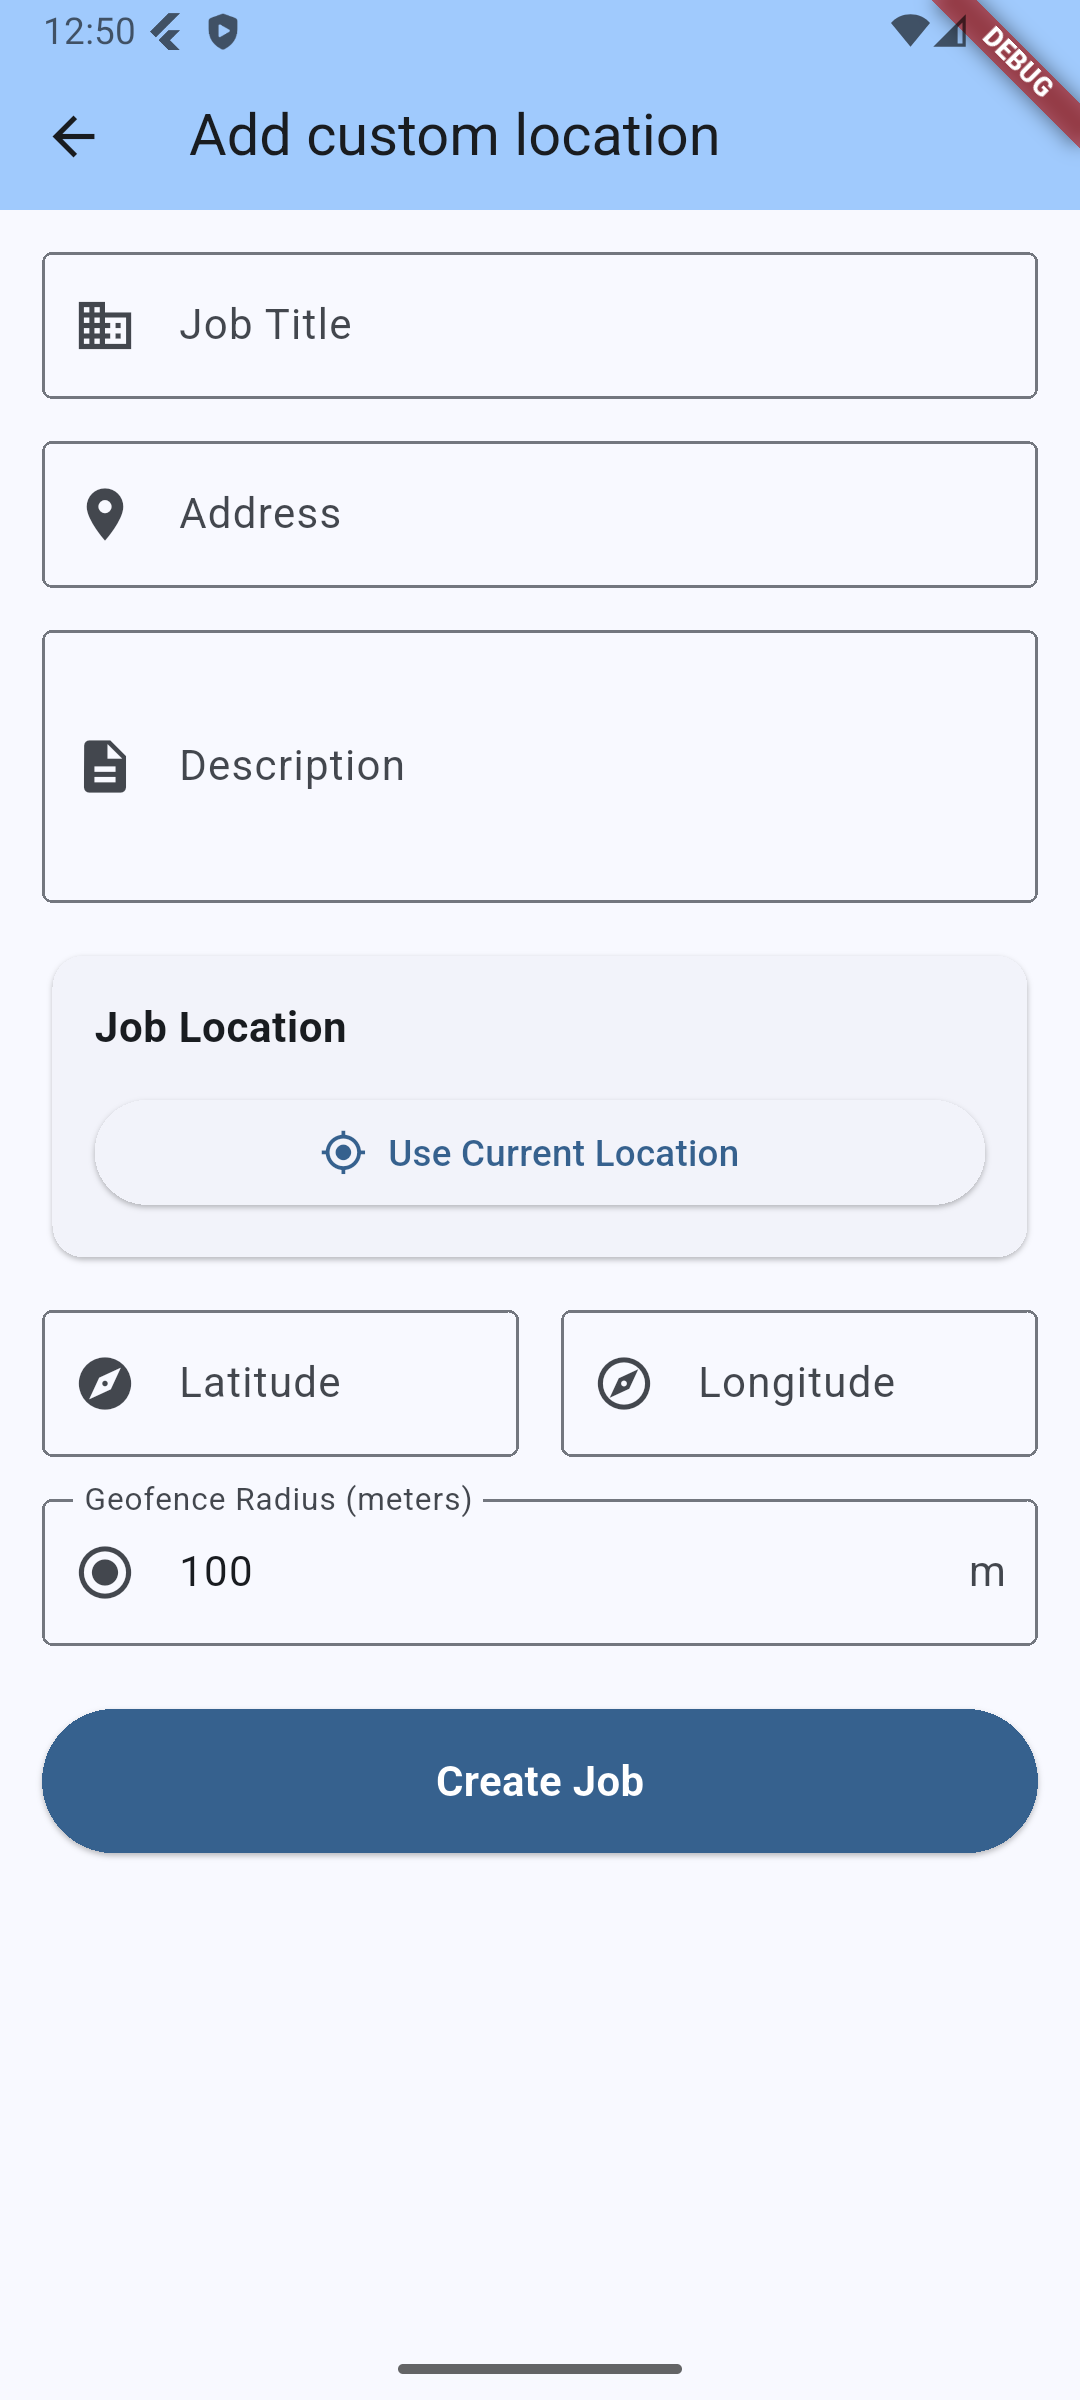 12:50
DEBUG
Add custom location
Job Title
Address
Description
Job Location
Use Current Location
Latitude
Longitude
Geofence Radius (meters)
100 m
Create Job